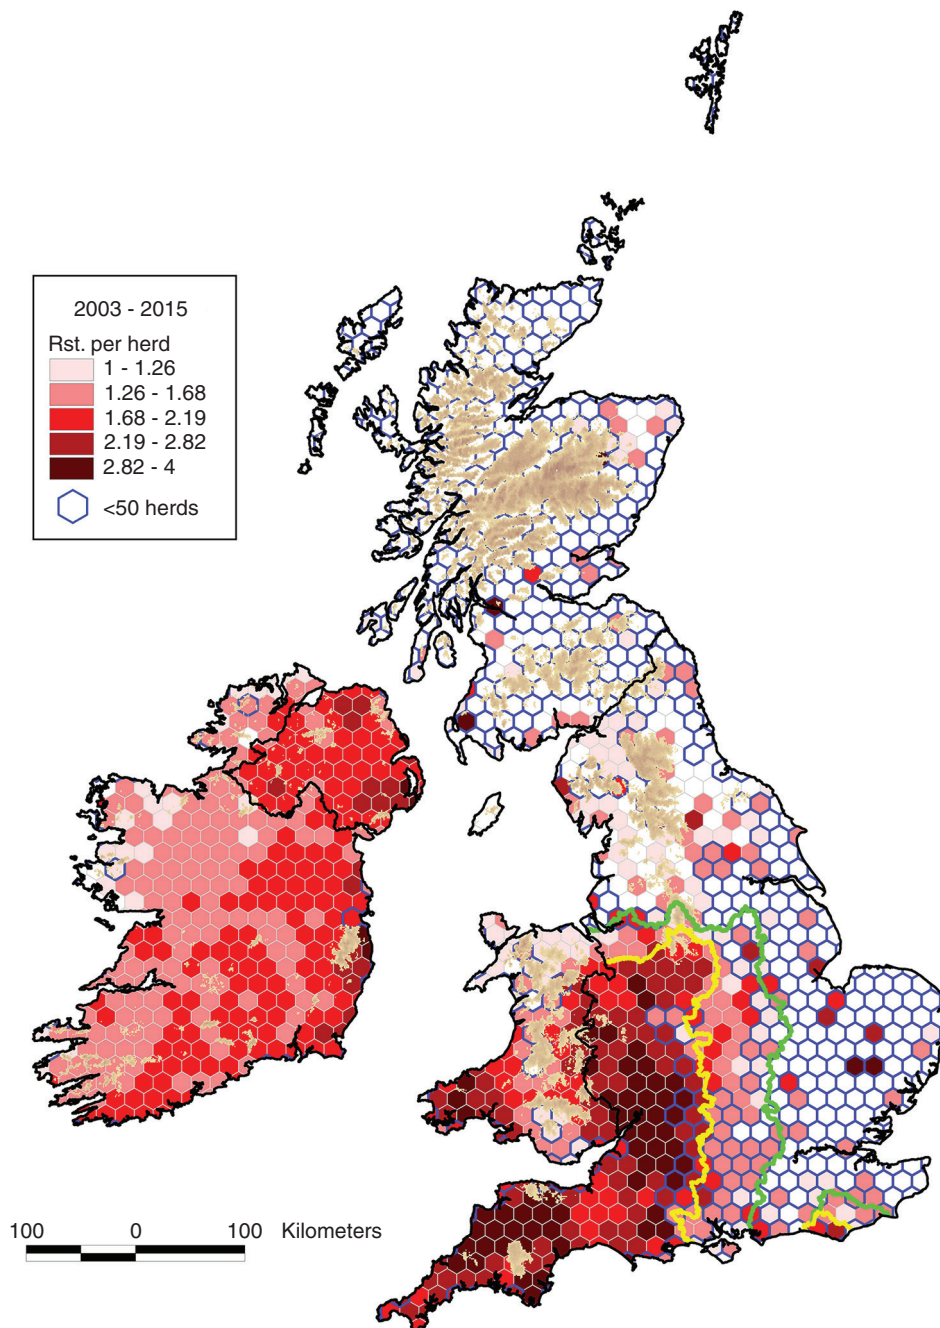 2003 - 2015
Rst. per herd
1 - 1.26
1.26 - 1.68
1.68 - 2.19
2.19 - 2.82
2.82 - 4
<50 herds
100 0 100 Kilometers